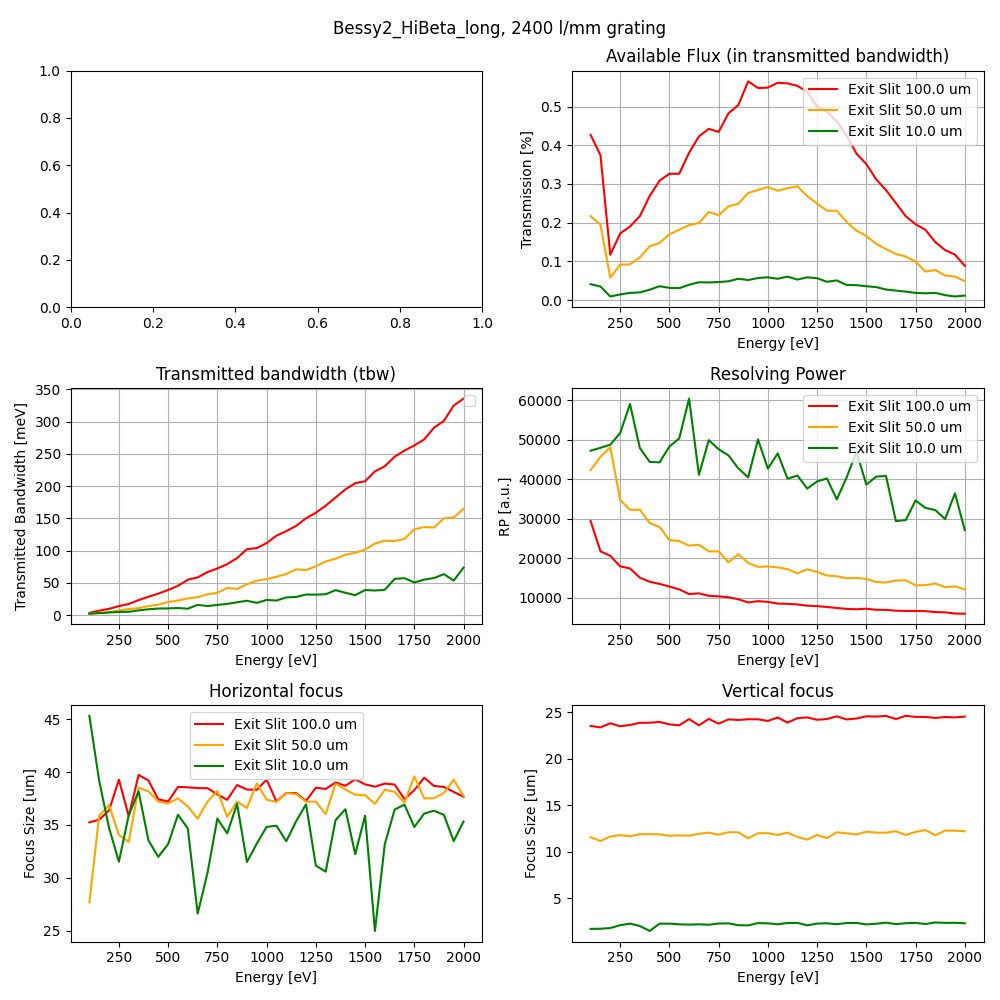 Bessy2_HiBeta_long, 2400 l/mm grating
1.0
0.8
0.6
0.4
0.2
0.0
0.0 0.2 0.4 0.6 0.8 1.0
Available Flux (in transmitted bandwidth)
Transmission [%]
0.5
0.4
0.3
0.2
0.1
0.0
Exit Slit 100.0 um
Exit Slit 50.0 um
Exit Slit 10.0 um
250 500 750 1000 1250 1500 1750 2000
Energy [eV]
Transmitted bandwidth (tbw)
Transmitted Bandwidth [meV]
350
300
250
200
150
100
50
0
250 500 750 1000 1250 1500 1750 2000
Energy [eV]
Resolving Power
RP [a.u.]
60000
50000
40000
30000
20000
10000
Exit Slit 100.0 um
Exit Slit 50.0 um
Exit Slit 10.0 um
250 500 750 1000 1250 1500 1750 2000
Energy [eV]
Horizontal focus
Focus Size [um]
45
40
35
30
25
Exit Slit 100.0 um
Exit Slit 50.0 um
Exit Slit 10.0 um
250 500 750 1000 1250 1500 1750 2000
Energy [eV]
Vertical focus
Focus Size [um]
25
20
15
10
5
250 500 750 1000 1250 1500 1750 2000
Energy [eV]